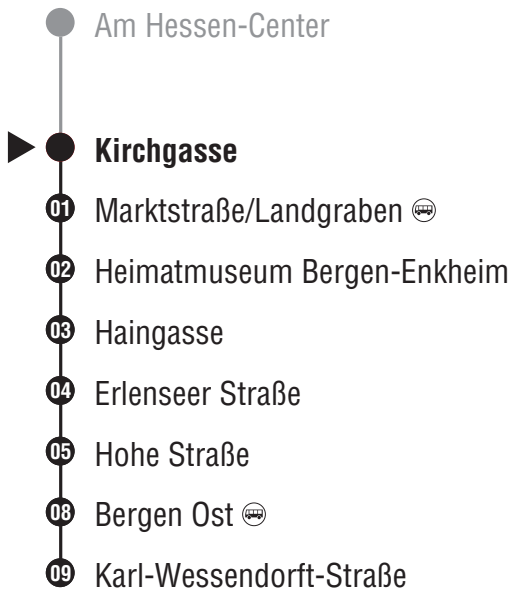 Am Hessen-Center
Kirchgasse
01 Marktstraße/Landgraben
02 Heimatmuseum Bergen-Enkheim
03 Haingasse
04 Erlenseer Straße
05 Hohe Straße
08 Bergen Ost
09 Karl-Wessendorft-Straße